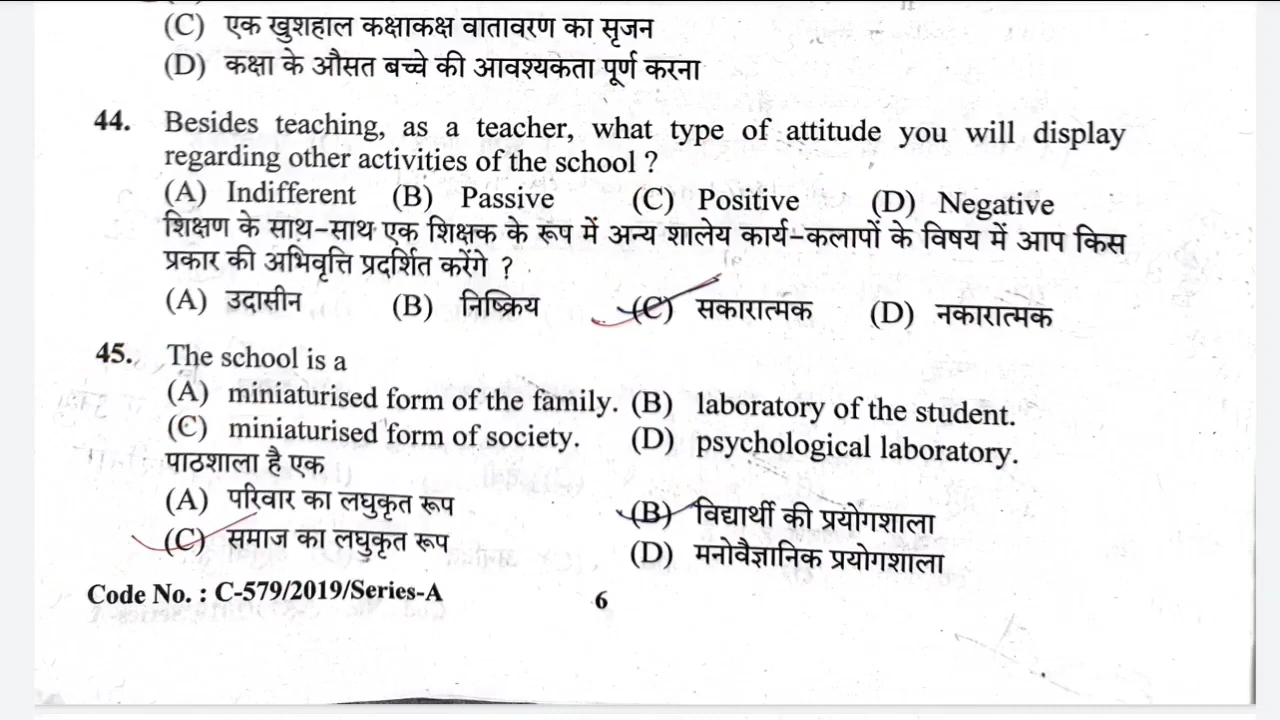 (C) एक खुशहाल कक्षाकक्ष वातावरण का सृजन
(D) कक्षा के औसत बच्चे की आवश्यकता पूर्ण करना
44. Besides teaching, as a teacher, what type of attitude you will display
regarding other activities of the school ?
(A) Indifferent (B) Passive (C) Positive (D) Negative
शिक्षण के साथ-साथ एक शिक्षक के रूप में अन्य शालेय कार्य-कलापों के विषय में आप किस
प्रकार की अभिवृत्ति प्रदर्शित करेंगे ?
(A) उदासीन (B) निष्क्रिय (C) सकारात्मक (D) नकारात्मक
45. The school is a
(A) miniaturised form of the family. (B) laboratory of the student.
(C) miniaturised form of society. (D) psychological laboratory.
पाठशाला है एक
(A) परिवार का लघुकृत रूप (B) विद्यार्थी की प्रयोगशाला
(C) समाज का लघुकृत रूप (D) मनोवैज्ञानिक प्रयोगशाला
Code No. : C-579/2019/Series-A 6